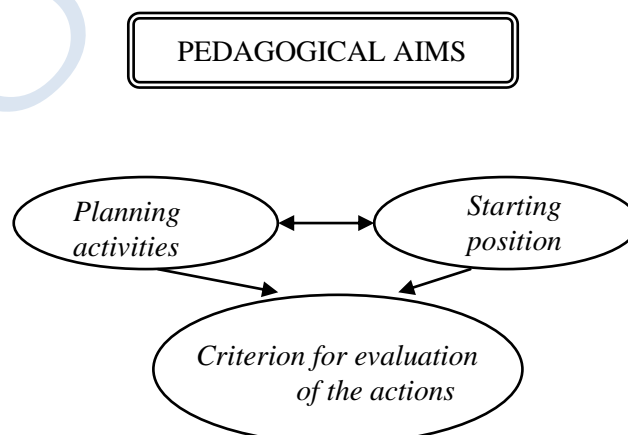 PEDAGOGICAL AIMS
Planning
activities
Starting
position
Criterion for evaluation
of the actions